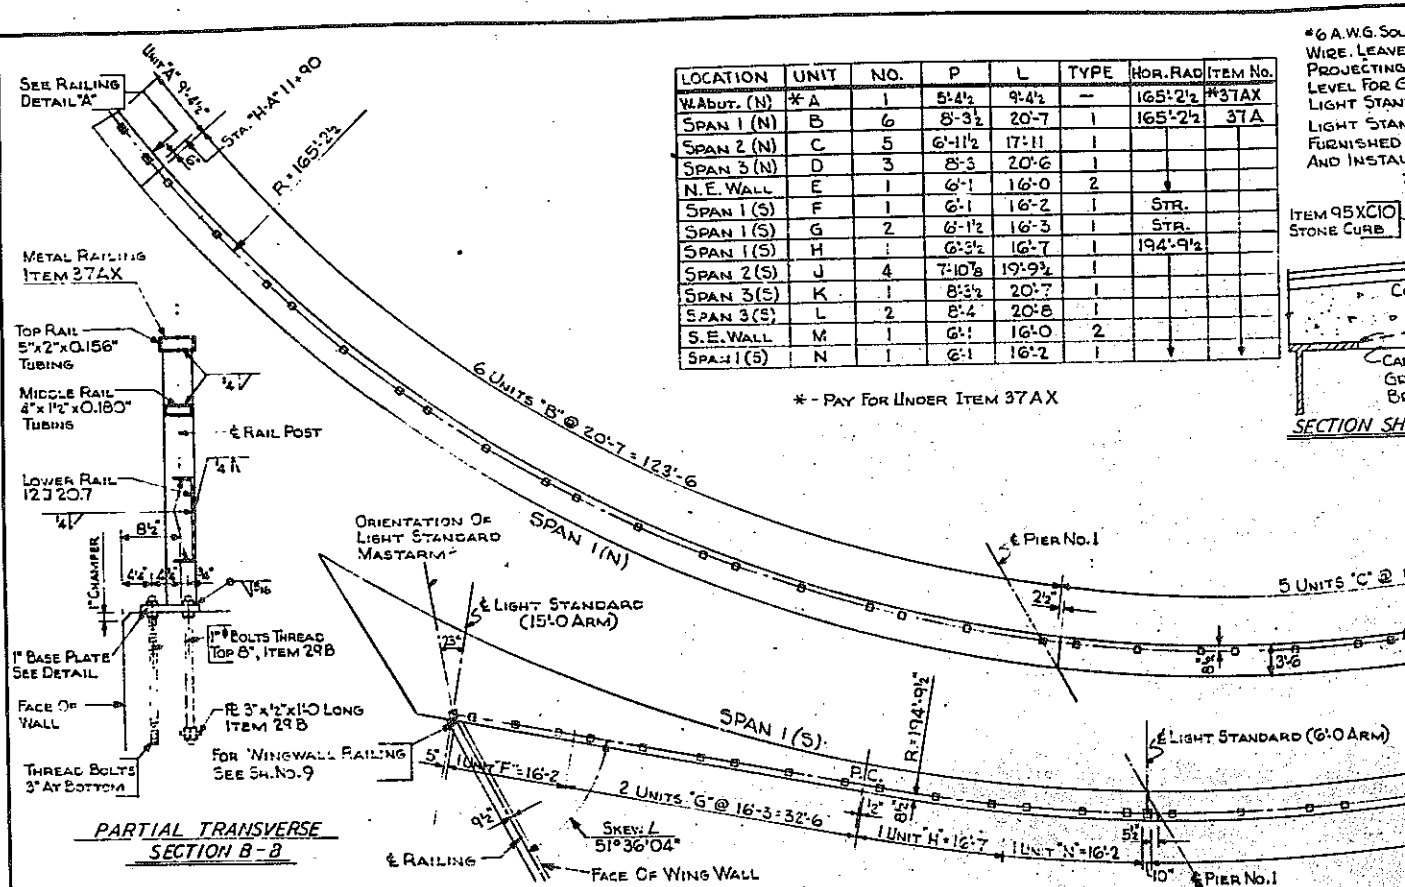 SEE RAILING
DETAIL "A"
UNIT "A" 9'-4½"
STA. "H-A" 11+90
R = 165'-2½
METAL RAILING
ITEM 37AX
TOP RAIL
5"x2"x0.156"
TUBING
MIDDLE RAIL
4"x1½"x0.180"
TUBING
℄ RAIL POST
LOWER RAIL
8½"
1" CHAMFER
1"ϕ BOLTS THREAD
TOP 8", ITEM 29B
1" BASE PLATE
SEE DETAIL
FACE OF
WALL
ITEM 29B
THREAD BOLTS
3" AT BOTTOM
PARTIAL TRANSVERSE
SECTION B-B
LOCATION UNIT NO. P L TYPE HOR.RAD ITEM No.
W.ABUT. (N) *A 1 5'-4½ 9'-4½ — 165'-2½ *37AX
SPAN 1 (N) B 6 8'-3½ 20'-7 1 165'-2½ 37A
SPAN 2 (N) C 5 6'-11½ 17'-11 1
SPAN 3 (N) D 3 8'-3 20'-6 1
N.E. WALL E 1 6'-1 16'-0 2
SPAN 1 (S) F 1 6'-1 16'-2 1 STR.
SPAN 1 (S) G 2 6'-1½ 16'-3 1 STR.
SPAN 1 (S) H 1 6'-3½ 16'-7 1 194'-9½
SPAN 2 (S) J 4 7'-10⅞ 19'-9¾ 1
SPAN 3 (S) K 1 8'-3½ 20'-7 1
SPAN 3 (S) L 2 8'-4 20'-8 1
S.E. WALL M 1 6'-1 16'-0 2
SPAN 1 (S) N 1 6'-1 16'-2 1
* - PAY FOR UNDER ITEM 37AX
#6 A.W.G. SOL
WIRE. LEAVE
PROJECTING
LEVEL FOR G
LIGHT STAN
LIGHT STAN
FURNISHED
AND INSTAL
ITEM 95XC10
STONE CURB
SECTION SH
6 UNITS "B" @ 20'-7 = 123'-6
SPAN 1 (N)
℄ PIER NO. 1
2½"
5 UNITS "C" @ 1
3'-6
ORIENTATION OF
LIGHT STANDARD
MASTARM
℄ LIGHT STANDARD
(15'-0 ARM)
SPAN 1 (S)
R = 194'-9½"
℄ LIGHT STANDARD (6'-0 ARM)
FOR WINGWALL RAILING
SEE SH. NO. 9
5"
1 UNIT "F" = 16'-2
2 UNITS "G" @ 16'-3 = 32'-6
P.C.
½"
8½"
1 UNIT "H" = 16'-7
1 UNIT "N" = 16'-2
5½"
10"
℄ PIER NO. 1
9½"
SKEW L
51°36'04"
℄ RAILING
FACE OF WING WALL